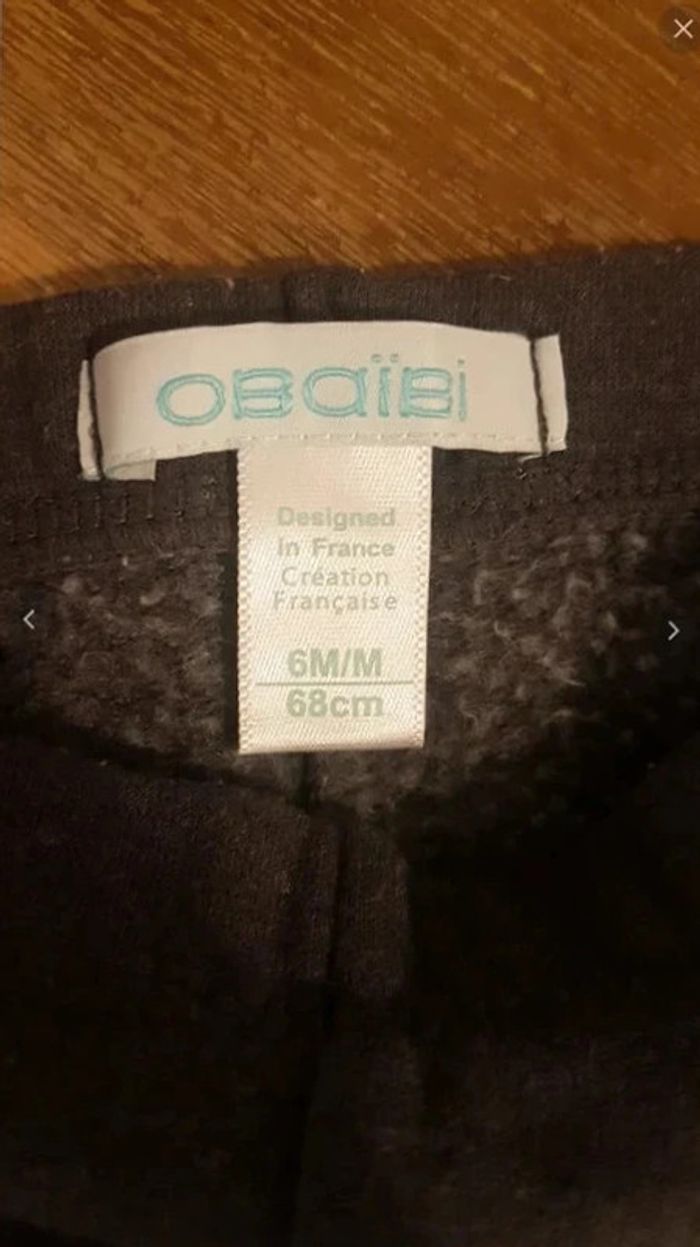 OBAÏBI
Designed
in France
Création
Française
6M/M
68cm